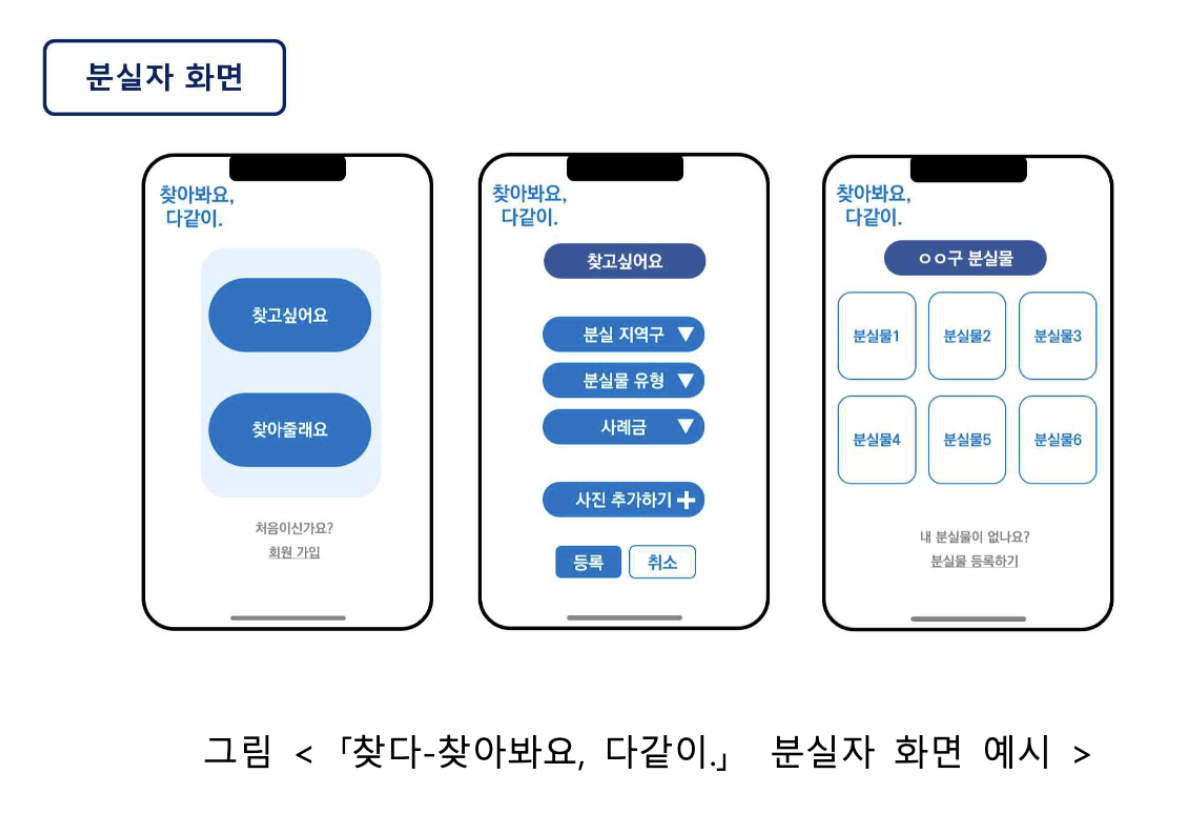 분실자 화면
찾아봐요,
다같이.
찾고싶어요
찾아줄래요
처음이신가요?
회원 가입
찾아봐요,
다같이.
찾고싶어요
분실 지역구 ▼
분실물 유형 ▼
사례금 ▼
사진 추가하기 +
등록 취소
찾아봐요,
다같이.
ㅇㅇ구 분실물
분실물1 분실물2 분실물3
분실물4 분실물5 분실물6
내 분실물이 없나요?
분실물 등록하기
그림 < 「찾다-찾아봐요, 다같이.」 분실자 화면 예시 >